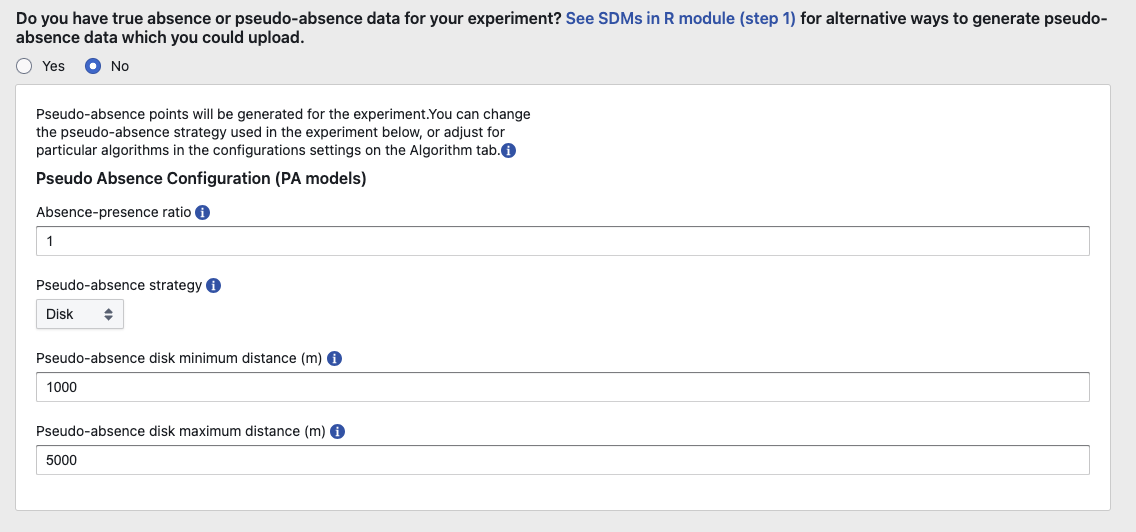 Do you have true absence or pseudo-absence data for your experiment? See SDMs in R module (step 1) for alternative ways to generate pseudo-
absence data which you could upload.
Yes No
Pseudo-absence points will be generated for the experiment.You can change
the pseudo-absence strategy used in the experiment below, or adjust for
particular algorithms in the configurations settings on the Algorithm tab.
Pseudo Absence Configuration (PA models)
Absence-presence ratio
1
Pseudo-absence strategy
Disk
Pseudo-absence disk minimum distance (m)
1000
Pseudo-absence disk maximum distance (m)
5000